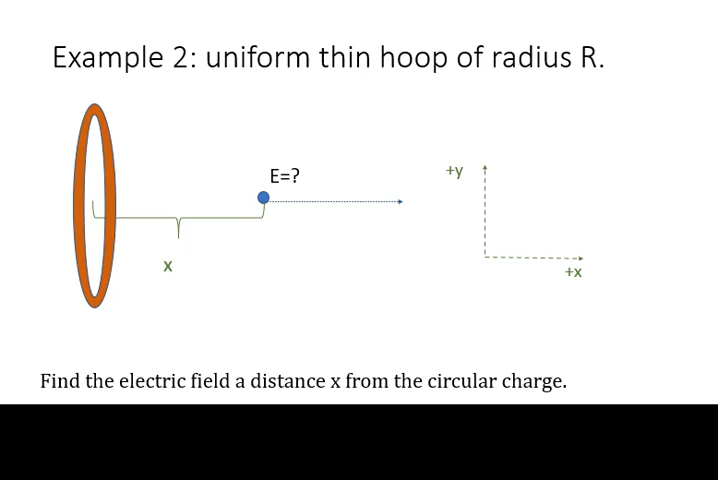 Example 2: uniform thin hoop of radius R.
E=?
+y
x
+x
Find the electric field a distance x from the circular charge.